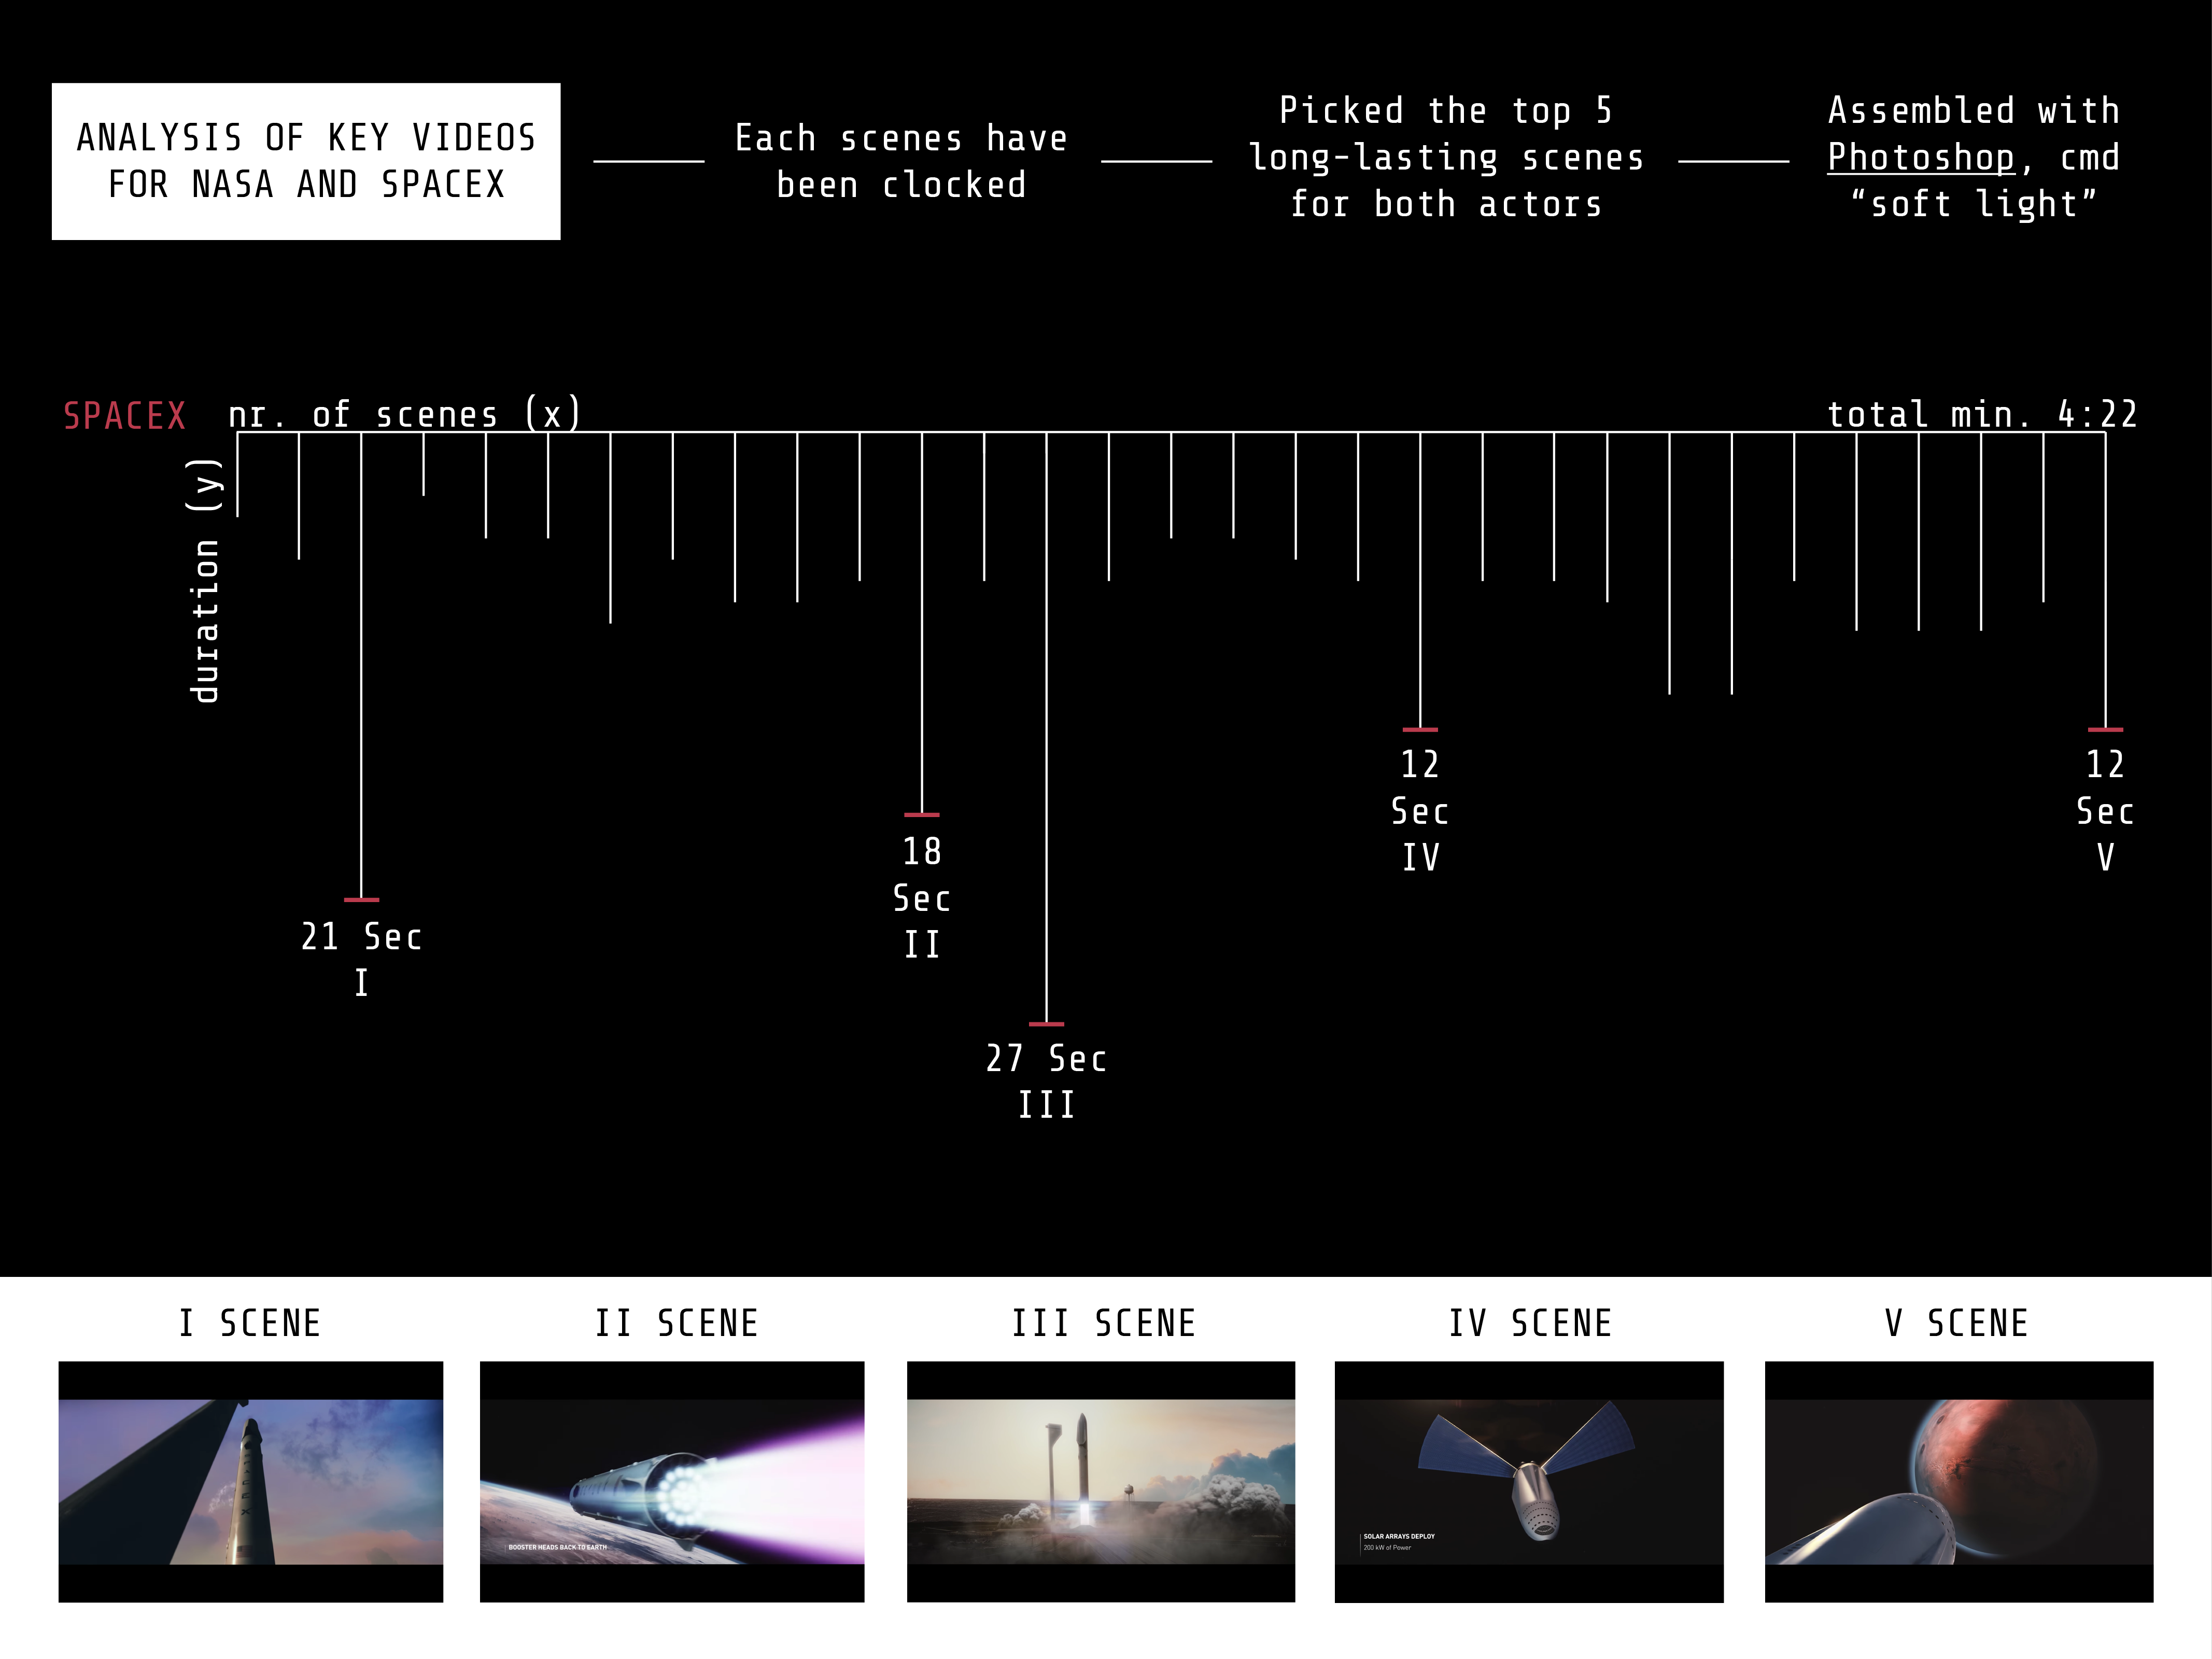 ANALYSIS OF KEY VIDEOS
FOR NASA AND SPACEX
Each scenes have
been clocked
Picked the top 5
long-lasting scenes
for both actors
Assembled with
Photoshop, cmd
“soft light”
SPACEX
nr. of scenes (x)
total min. 4:22
duration (y)
21 Sec
I
18
Sec
II
27 Sec
III
12
Sec
IV
12
Sec
V
I SCENE
II SCENE
III SCENE
IV SCENE
V SCENE
BOOSTER HEADS BACK TO EARTH
SOLAR ARRAYS DEPLOY
200 kW of Power